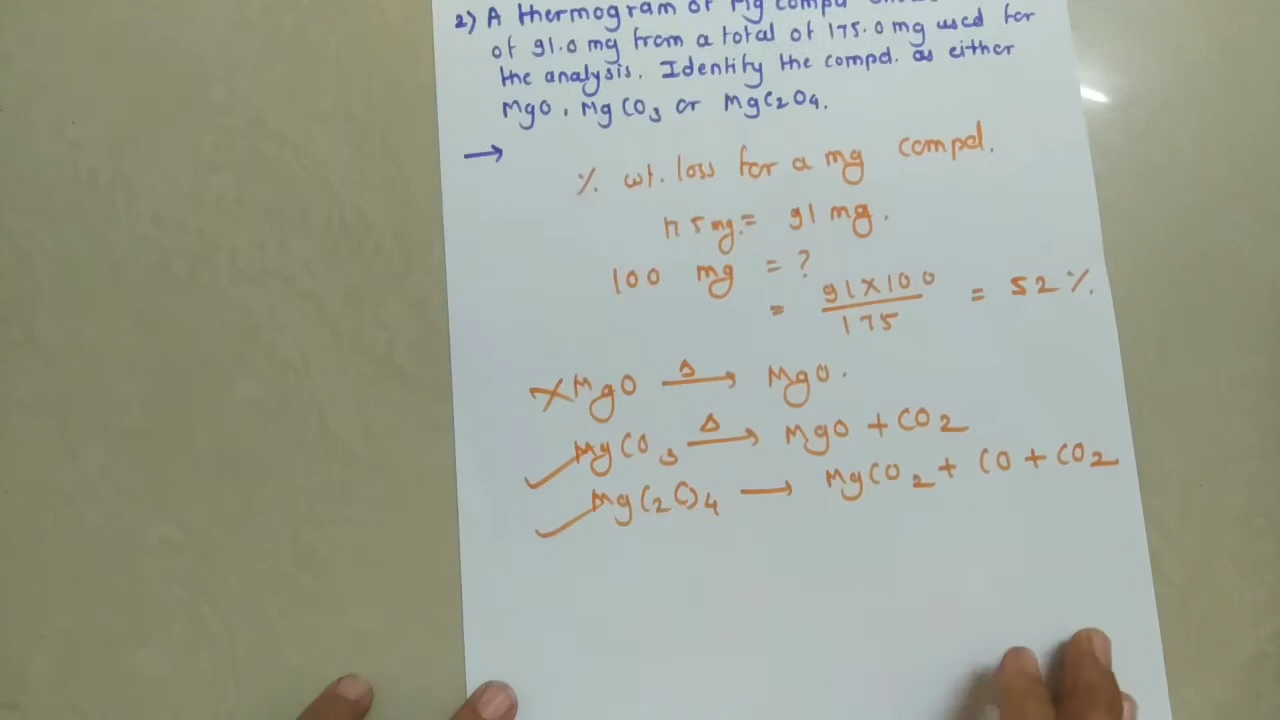 2) A thermogram of Mg compd
of 91.0 mg from a total of 175.0 mg used for
the analysis. Identify the compd. as either
MgO, MgCO3 or MgC2O4.
→
% wt. loss for a mg compd.
175 mg = 91 mg.
100 mg = ?
= 91×100 / 175 = 52 %.
×MgO —Δ→ MgO.
✓MgCO3 —Δ→ MgO + CO2
✓MgC2O4 → MgCO2 + CO + CO2